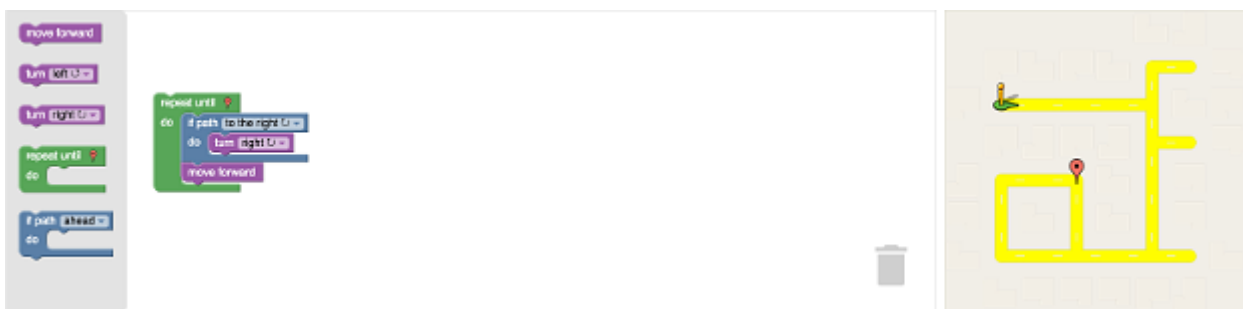 move forward
turn left ↺
turn right ↻
repeat until
do
if path ahead
do
repeat until
do
if path to the right ↻
do
turn right ↻
move forward